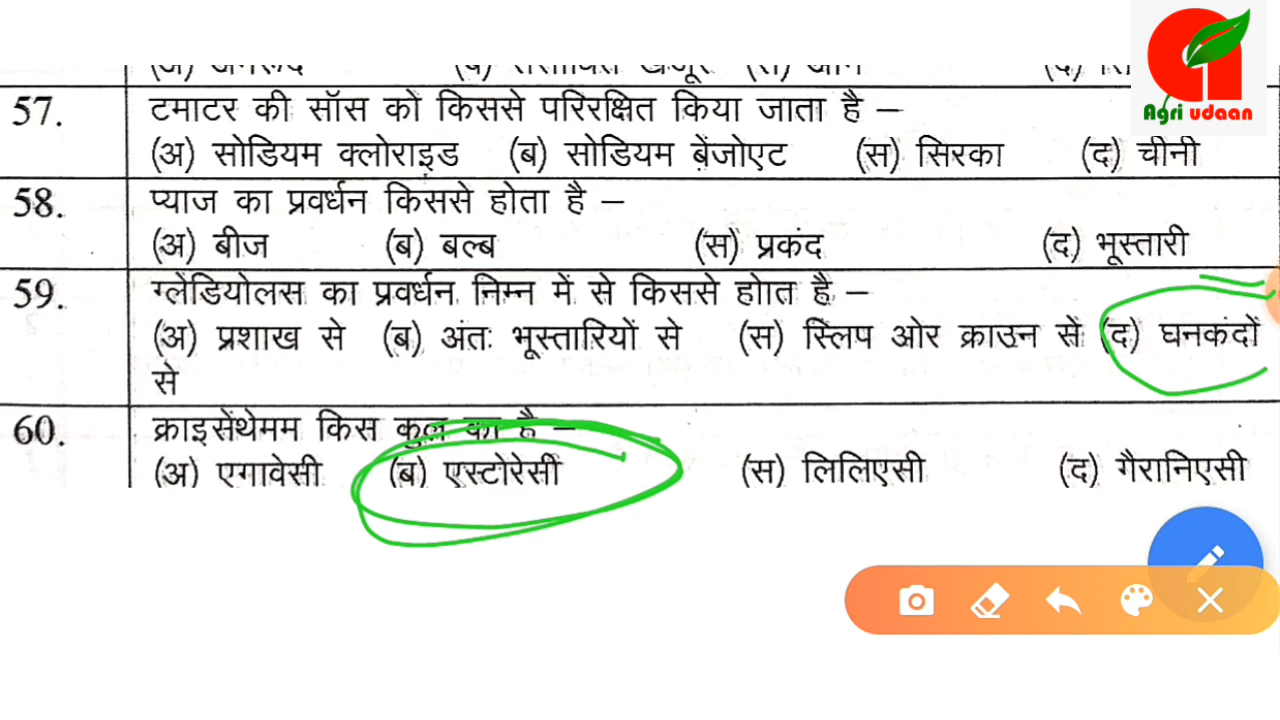 Agri udaan
57. टमाटर की सॉस को किससे परिरक्षित किया जाता है –
(अ) सोडियम क्लोराइड (ब) सोडियम बेंजोएट (स) सिरका (द) चीनी
58. प्याज का प्रवर्धन किससे होता है –
(अ) बीज (ब) बल्ब (स) प्रकंद (द) भूस्तारी
59. ग्लेंडियोलस का प्रवर्धन निम्न में से किससे होाता है –
(अ) प्रशाख से (ब) अंतः भूस्तारियों से (स) स्लिप ओर क्राउन सें (द) घनकंदों
से
60. क्राइसेंथेमम किस कुल का है –
(अ) एगावेसी (ब) एस्टोरेसी (स) लिलिएसी (द) गैरानिएसी